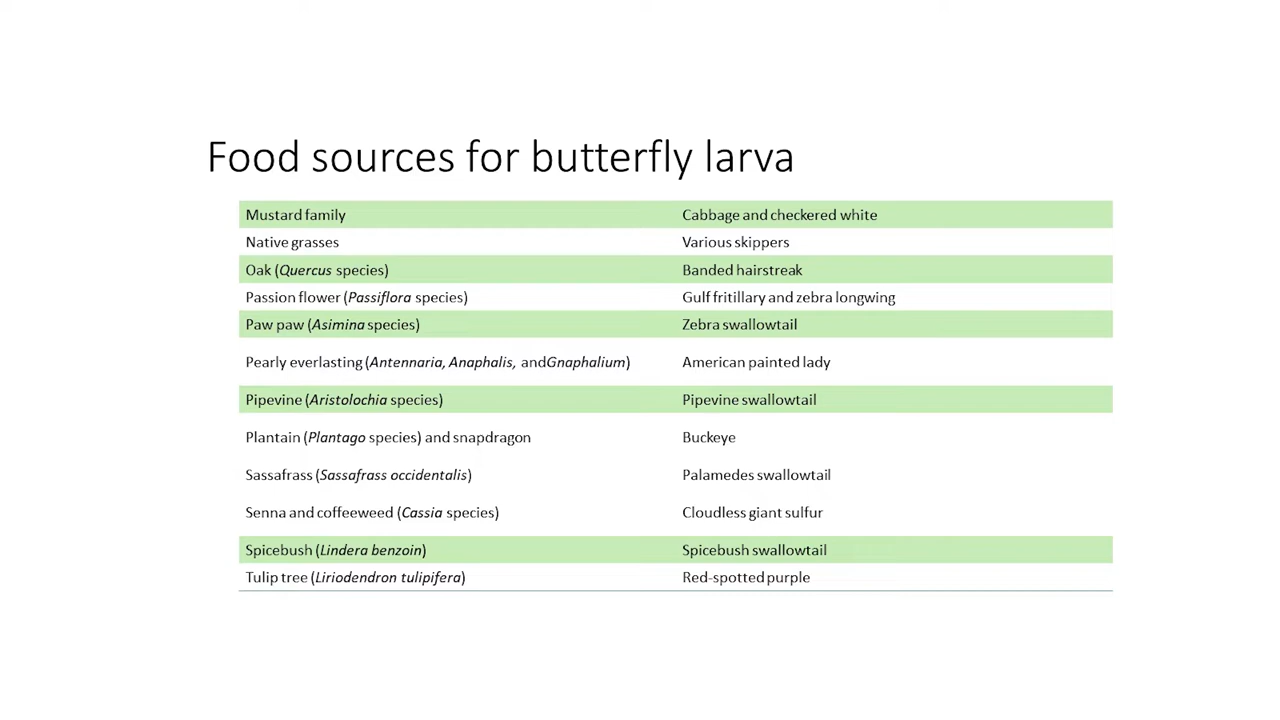 Food sources for butterfly larva
Mustard family Cabbage and checkered white
Native grasses Various skippers
Oak (Quercus species) Banded hairstreak
Passion flower (Passiflora species) Gulf fritillary and zebra longwing
Paw paw (Asimina species) Zebra swallowtail
Pearly everlasting (Antennaria, Anaphalis, andGnaphalium) American painted lady
Pipevine (Aristolochia species) Pipevine swallowtail
Plantain (Plantago species) and snapdragon Buckeye
Sassafrass (Sassafrass occidentalis) Palamedes swallowtail
Senna and coffeeweed (Cassia species) Cloudless giant sulfur
Spicebush (Lindera benzoin) Spicebush swallowtail
Tulip tree (Liriodendron tulipifera) Red-spotted purple